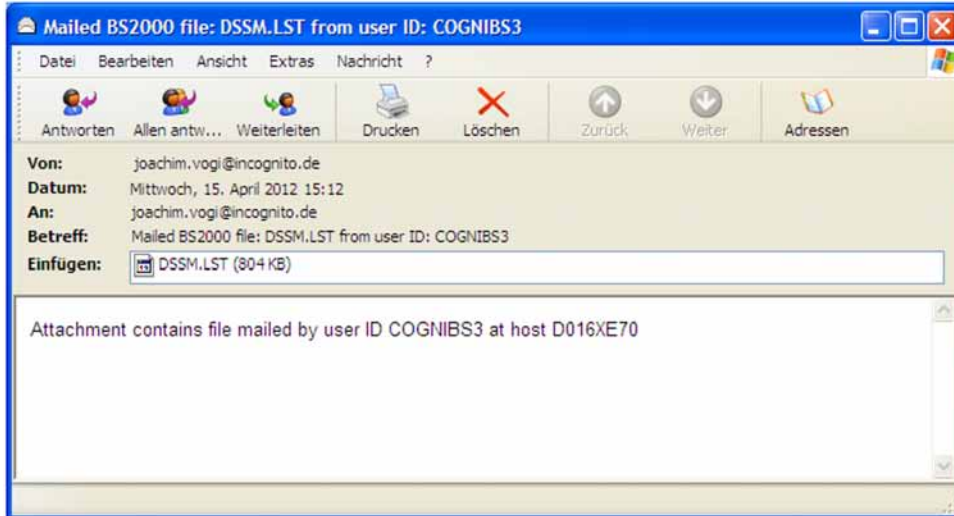 Mailed BS2000 file: DSSM.LST from user ID: COGNIBS3
Datei Bearbeiten Ansicht Extras Nachricht ?
Antworten Allen antw... Weiterleiten Drucken Löschen Zurück Weiter Adressen
Von: joachim.vogi@incognito.de
Datum: Mittwoch, 15. April 2012 15:12
An: joachim.vogi@incognito.de
Betreff: Mailed BS2000 file: DSSM.LST from user ID: COGNIBS3
Einfügen: DSSM.LST (804 KB)
Attachment contains file mailed by user ID COGNIBS3 at host D016XE70